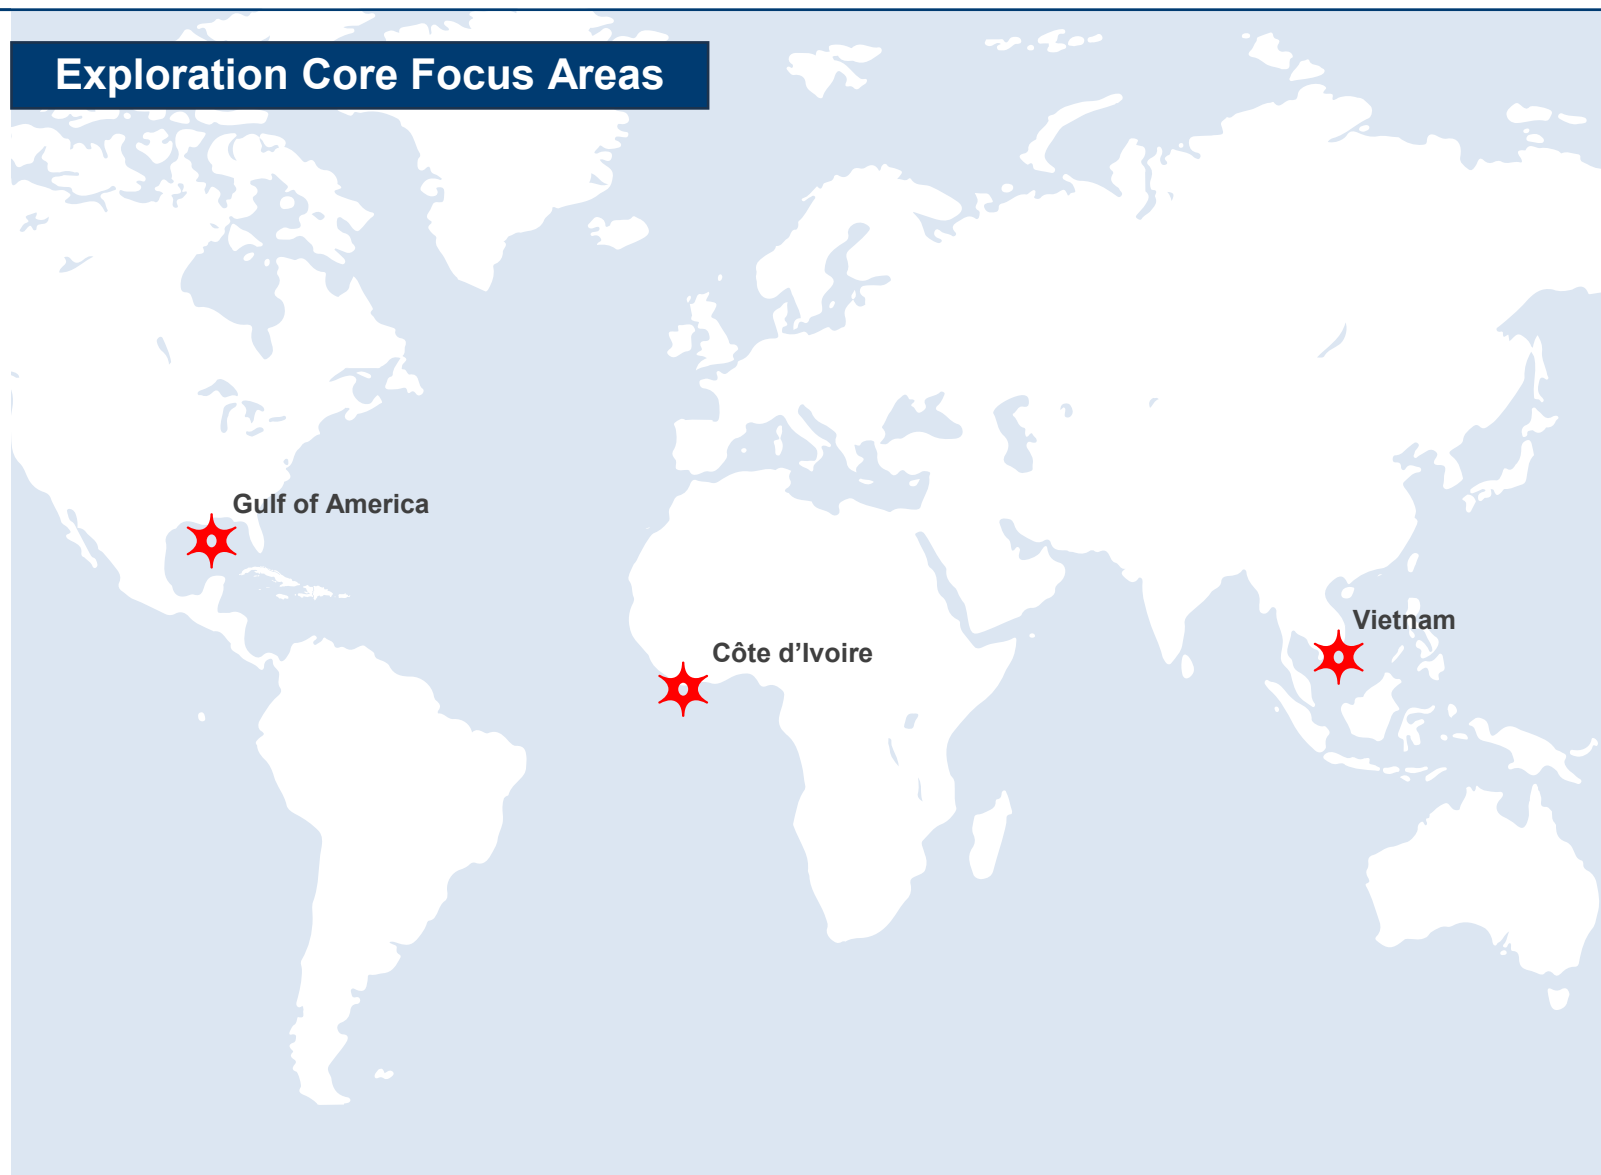 Exploration Core Focus Areas
Gulf of America
Vietnam
Côte d’Ivoire